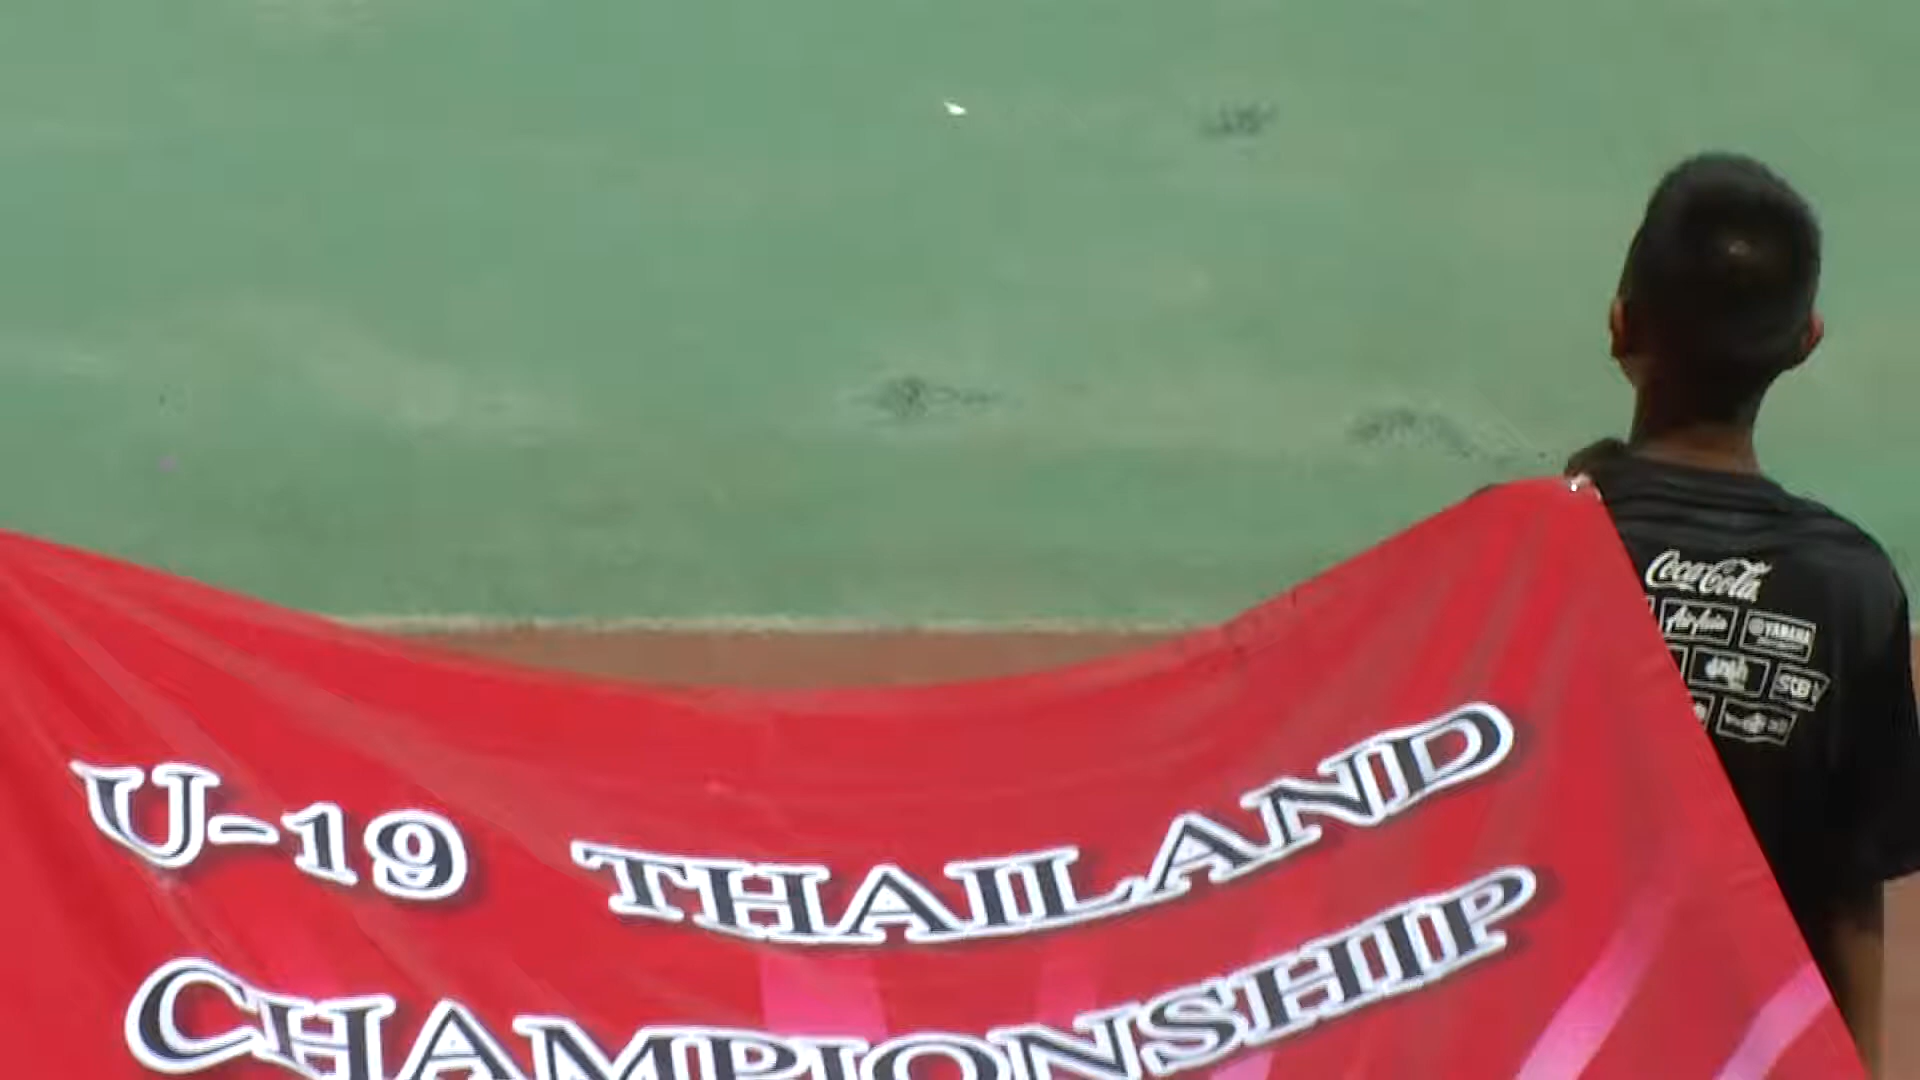 U-19 THAILAND
CHAMPIONSHIP
Coca-Cola
AirAsia
YAMAHA
SCB